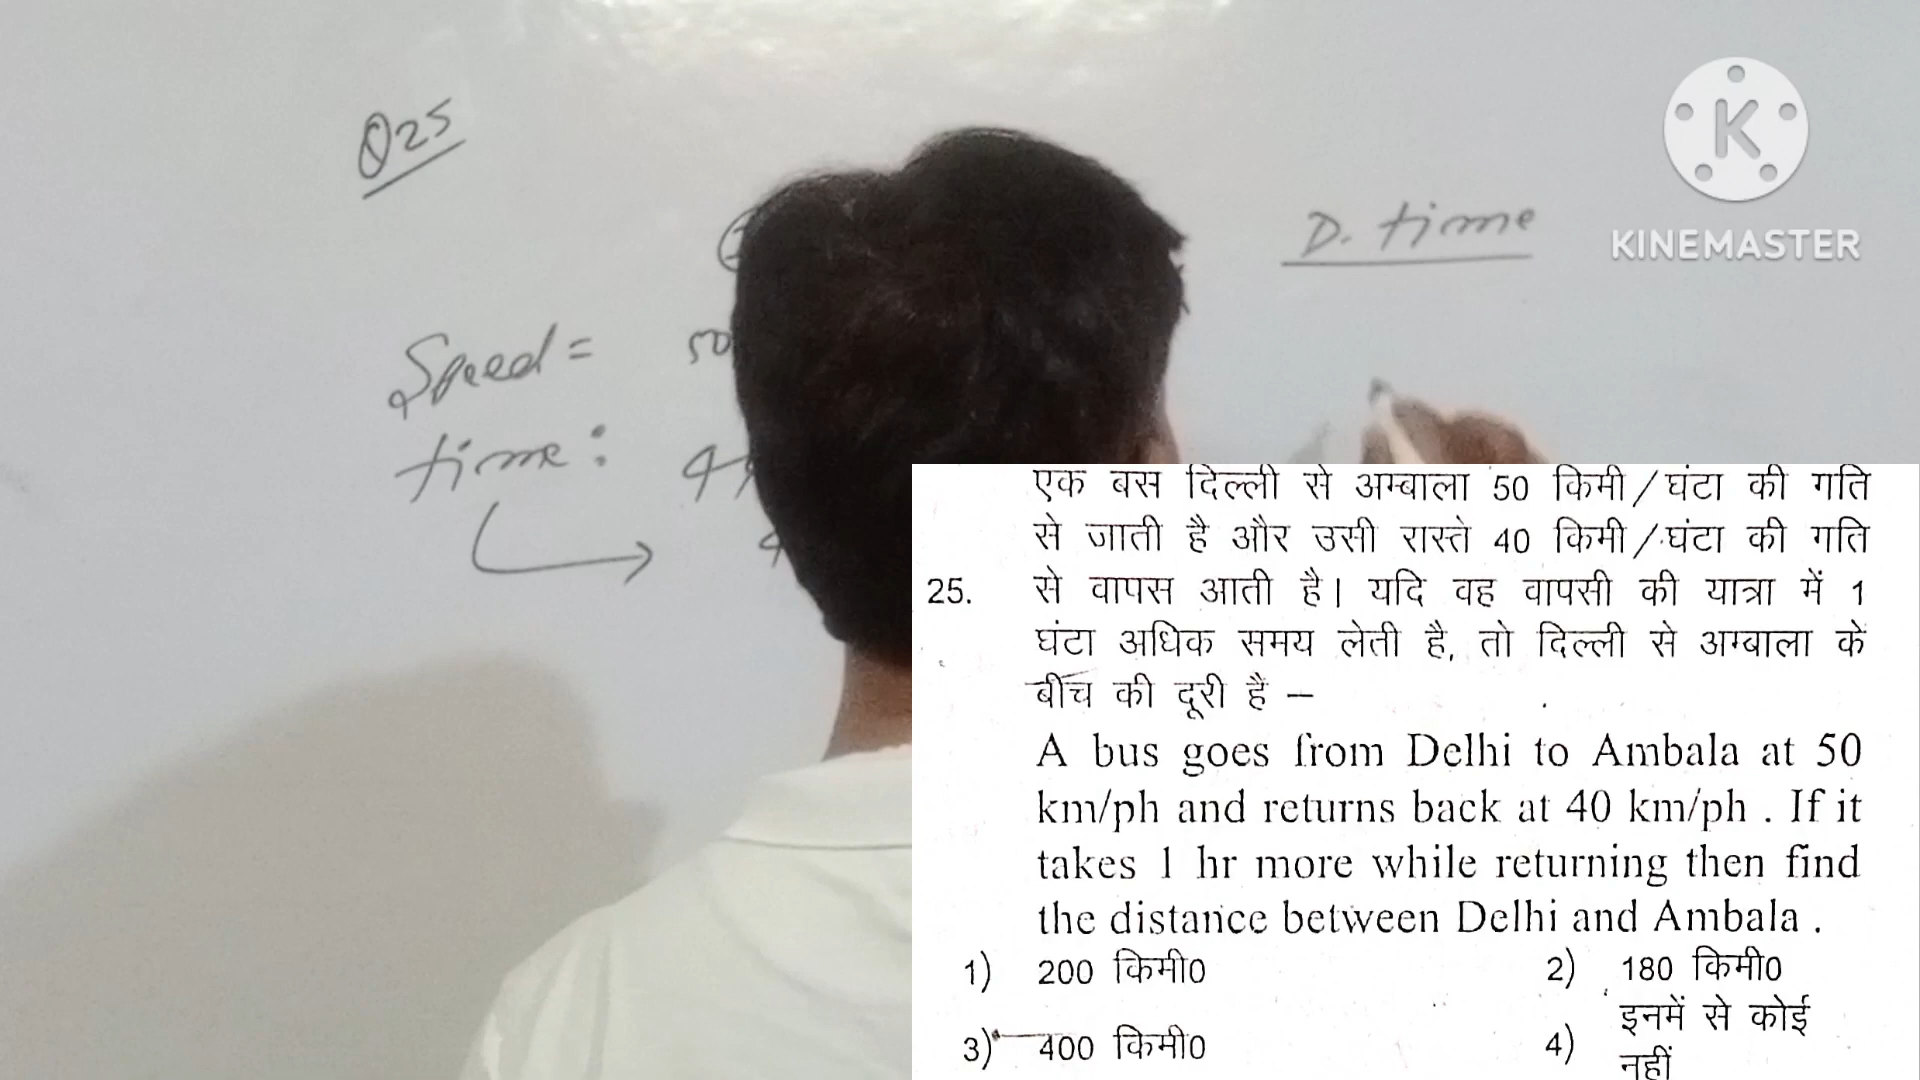 Q25
D. time
KINEMASTER
Speed = 50
time :
एक बस दिल्ली से अम्बाला 50 किमी/घंटा की गति
से जाती है और उसी रास्ते 40 किमी/घंटा की गति
25. से वापस आती है। यदि वह वापसी की यात्रा में 1
घंटा अधिक समय लेती है, तो दिल्ली से अम्बाला के
बीच की दूरी है –
A bus goes from Delhi to Ambala at 50
km/ph and returns back at 40 km/ph . If it
takes 1 hr more while returning then find
the distance between Delhi and Ambala .
1) 200 किमी0 2) 180 किमी0
3) 400 किमी0 4) इनमें से कोई
नहीं